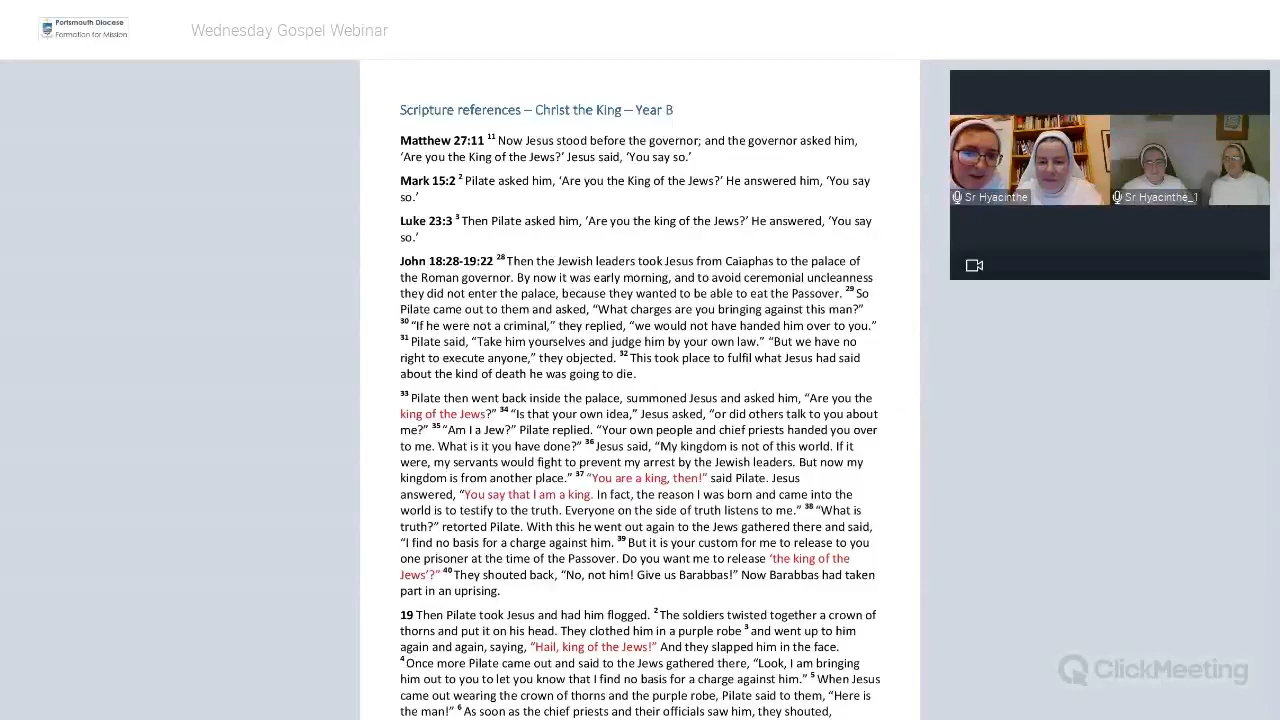 Portsmouth Diocese
Formation for Mission
Wednesday Gospel Webinar
Scripture references – Christ the King – Year B
Matthew 27:11 11 Now Jesus stood before the governor; and the governor asked him,
‘Are you the King of the Jews?’ Jesus said, ‘You say so.’
Mark 15:2 2 Pilate asked him, ‘Are you the King of the Jews?’ He answered him, ‘You say
so.’
Luke 23:3 3 Then Pilate asked him, ‘Are you the king of the Jews?’ He answered, ‘You say
so.’
John 18:28-19:22 28 Then the Jewish leaders took Jesus from Caiaphas to the palace of
the Roman governor. By now it was early morning, and to avoid ceremonial uncleanness
they did not enter the palace, because they wanted to be able to eat the Passover. 29 So
Pilate came out to them and asked, “What charges are you bringing against this man?”
30 “If he were not a criminal,” they replied, “we would not have handed him over to you.”
31 Pilate said, “Take him yourselves and judge him by your own law.” “But we have no
right to execute anyone,” they objected. 32 This took place to fulfil what Jesus had said
about the kind of death he was going to die.
33 Pilate then went back inside the palace, summoned Jesus and asked him, “Are you the
king of the Jews?” 34 “Is that your own idea,” Jesus asked, “or did others talk to you about
me?” 35 “Am I a Jew?” Pilate replied. “Your own people and chief priests handed you over
to me. What is it you have done?” 36 Jesus said, “My kingdom is not of this world. If it
were, my servants would fight to prevent my arrest by the Jewish leaders. But now my
kingdom is from another place.” 37 “You are a king, then!” said Pilate. Jesus
answered, “You say that I am a king. In fact, the reason I was born and came into the
world is to testify to the truth. Everyone on the side of truth listens to me.” 38 “What is
truth?” retorted Pilate. With this he went out again to the Jews gathered there and said,
“I find no basis for a charge against him. 39 But it is your custom for me to release to you
one prisoner at the time of the Passover. Do you want me to release ‘the king of the
Jews’?” 40 They shouted back, “No, not him! Give us Barabbas!” Now Barabbas had taken
part in an uprising.
19 Then Pilate took Jesus and had him flogged. 2 The soldiers twisted together a crown of
thorns and put it on his head. They clothed him in a purple robe 3 and went up to him
again and again, saying, “Hail, king of the Jews!” And they slapped him in the face.
4 Once more Pilate came out and said to the Jews gathered there, “Look, I am bringing
him out to you to let you know that I find no basis for a charge against him.” 5 When Jesus
came out wearing the crown of thorns and the purple robe, Pilate said to them, “Here is
the man!” 6 As soon as the chief priests and their officials saw him, they shouted,
Sr Hyacinthe
Sr Hyacinthe_1
ClickMeeting